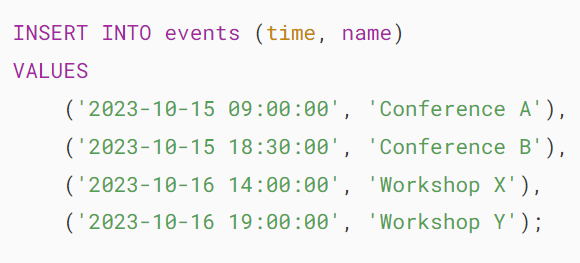 INSERT INTO events (time, name)
VALUES
    ('2023-10-15 09:00:00', 'Conference A'),
    ('2023-10-15 18:30:00', 'Conference B'),
    ('2023-10-16 14:00:00', 'Workshop X'),
    ('2023-10-16 19:00:00', 'Workshop Y');